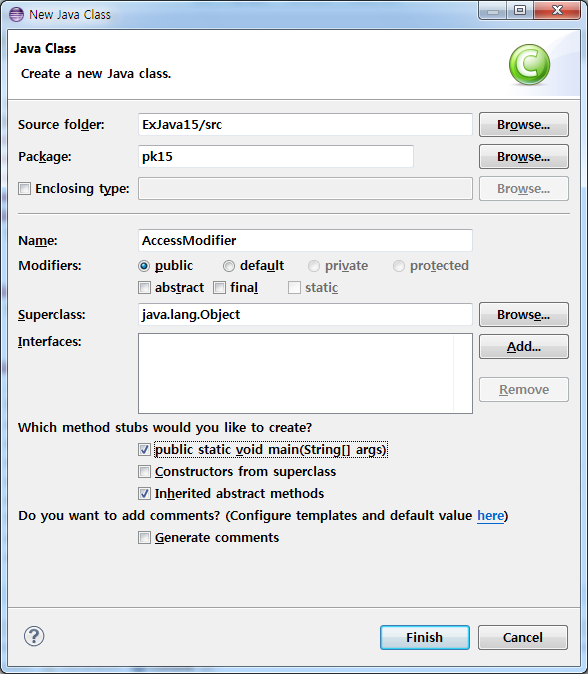 New Java Class
Java Class
Create a new Java class.
Source folder: ExJava15/src Browse...
Package: pk15 Browse...
Enclosing type: Browse...
Name: AccessModifier
Modifiers: public default private protected
abstract final static
Superclass: java.lang.Object Browse...
Interfaces: Add...
Remove
Which method stubs would you like to create?
public static void main(String[] args)
Constructors from superclass
Inherited abstract methods
Do you want to add comments? (Configure templates and default value here)
Generate comments
? Finish Cancel